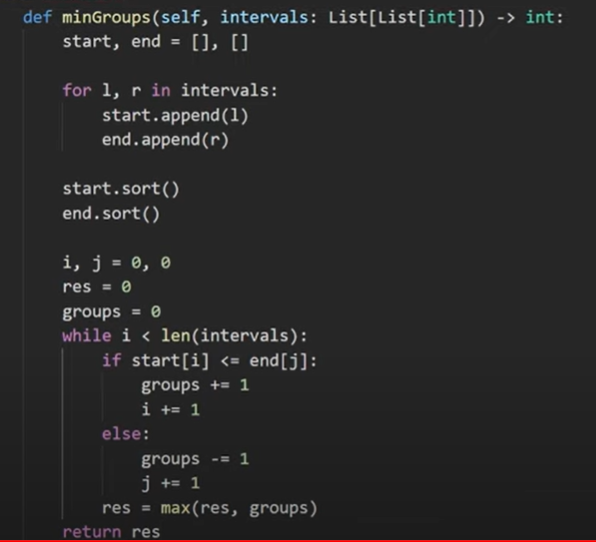 def minGroups(self, intervals: List[List[int]]) -> int:
    start, end = [], []
    for l, r in intervals:
        start.append(l)
        end.append(r)
    start.sort()
    end.sort()
    i, j = 0, 0
    res = 0
    groups = 0
    while i < len(intervals):
        if start[i] <= end[j]:
            groups += 1
            i += 1
        else:
            groups -= 1
            j += 1
        res = max(res, groups)
    return res